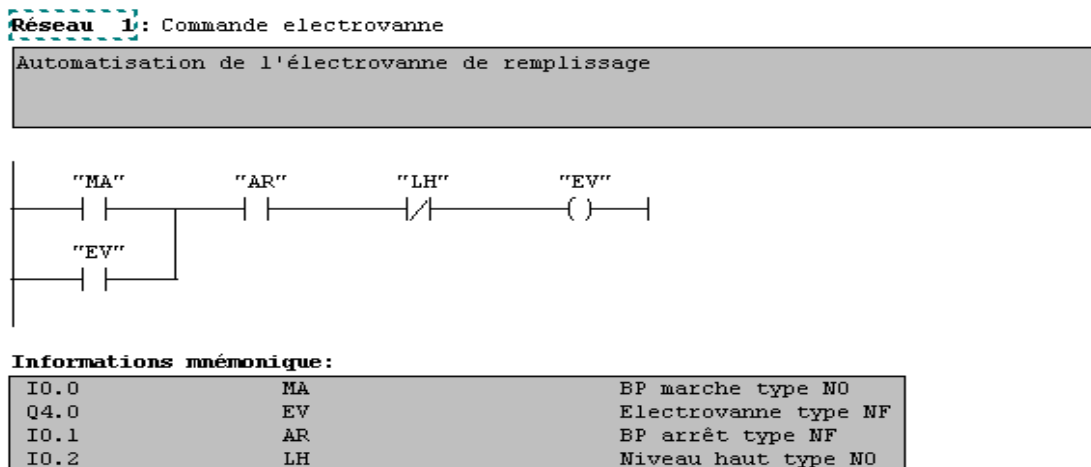 Réseau 1: Commande electrovanne
Automatisation de l'électrovanne de remplissage
"MA" "AR" "LH" "EV"
"EV"
Informations mnémonique:
I0.0 MA BP marche type NO
Q4.0 EV Electrovanne type NF
I0.1 AR BP arrêt type NF
I0.2 LH Niveau haut type NO